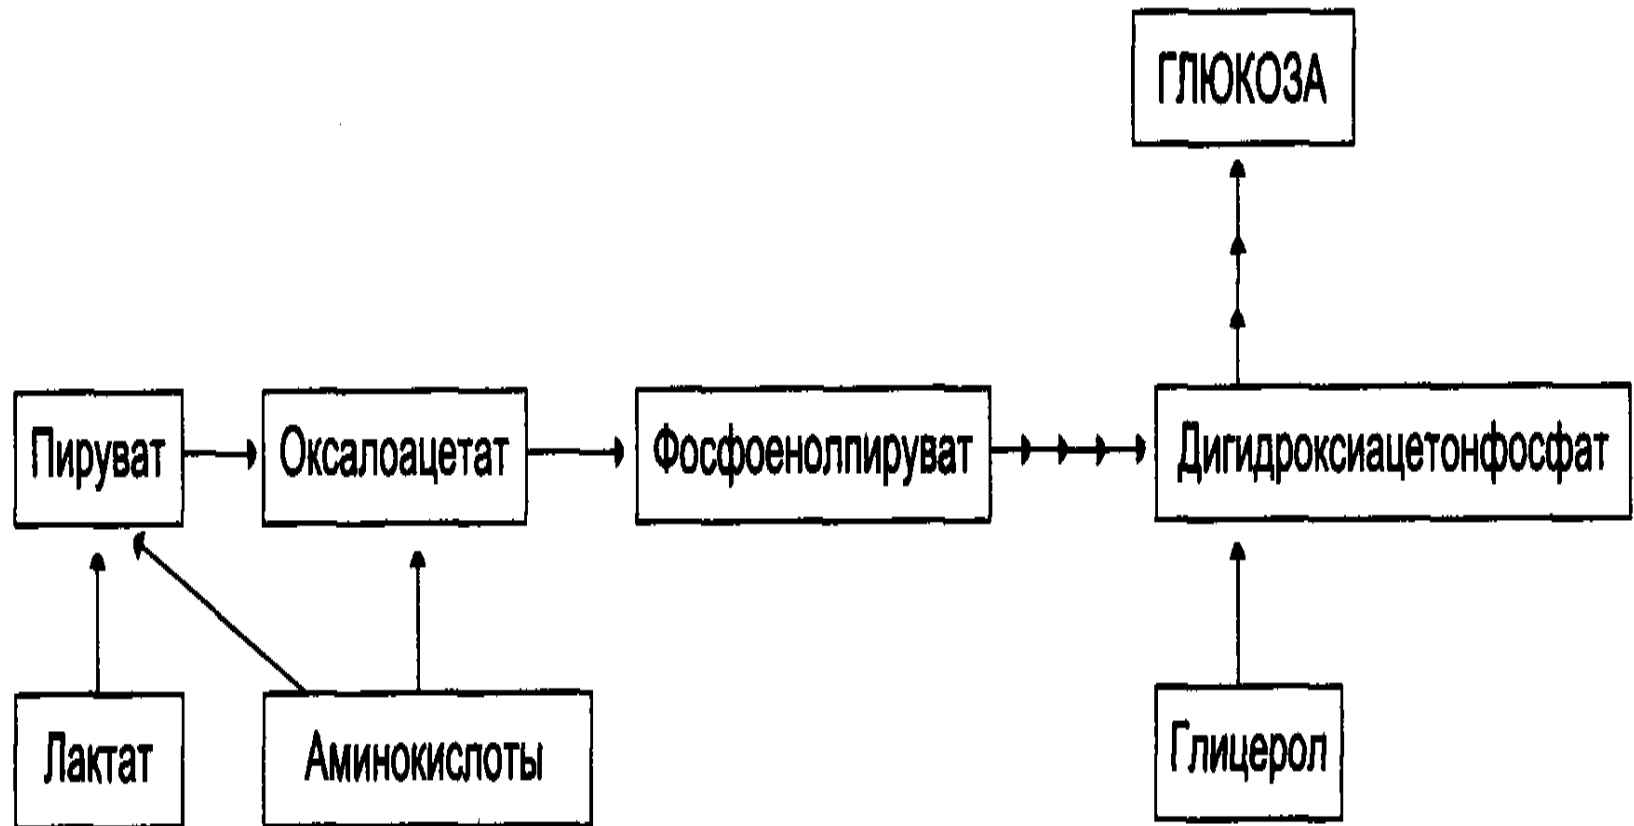 ГЛЮКОЗА
Пируват
Оксалоацетат
Фосфоенолпируват
Дигидроксиацетонфосфат
Лактат
Аминокислоты
Глицерол